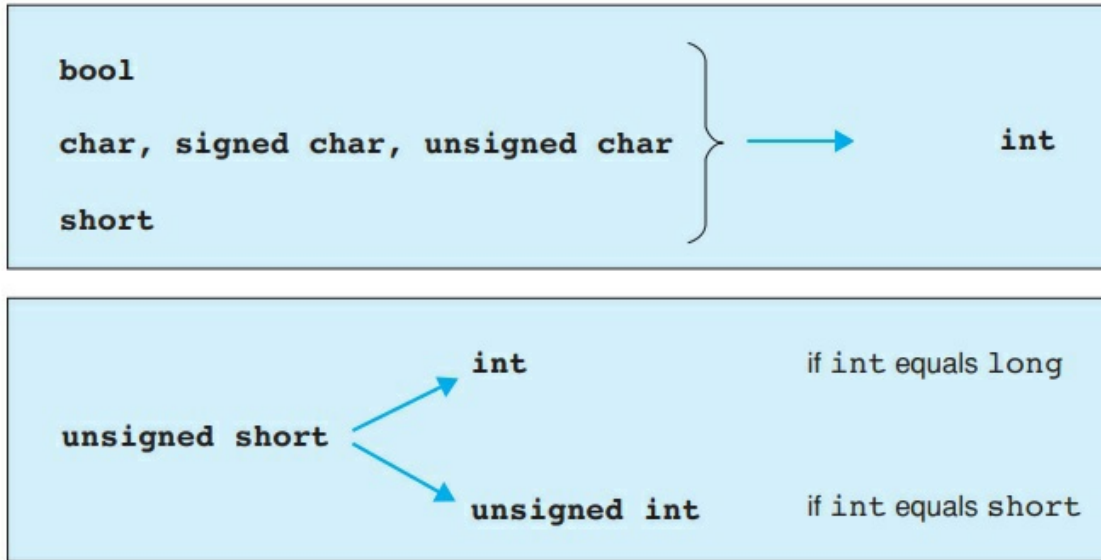 bool
char, signed char, unsigned char
int
short
int if int equals long
unsigned short
unsigned int if int equals short